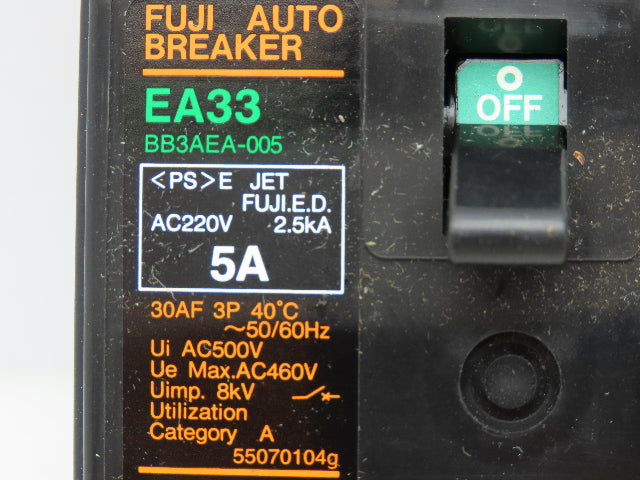 FUJI AUTO
BREAKER
EA33
BB3AEA-005
<PS>E JET
FUJI.E.D.
AC220V 2.5kA
5A
30AF 3P 40°C
~50/60Hz
Ui AC500V
Ue Max.AC460V
Uimp. 8kV
Utilization
Category A
55070104g
OFF